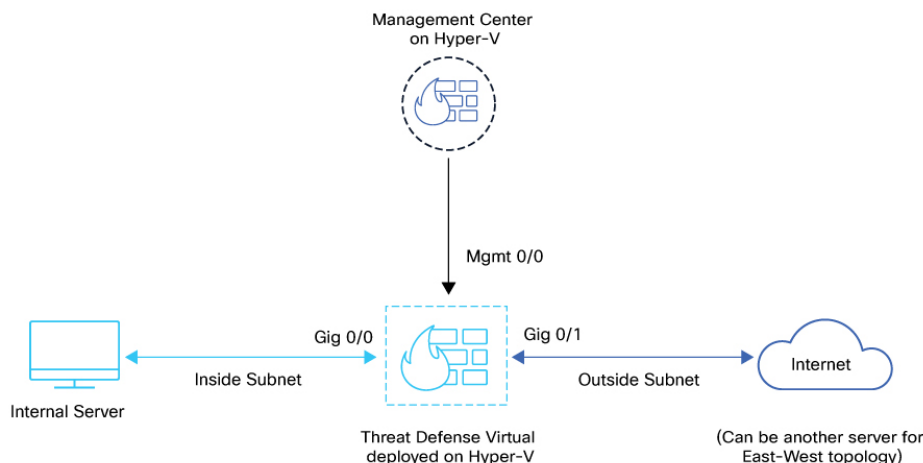 Management Center
on Hyper-V
Mgmt 0/0
Gig 0/0
Gig 0/1
Inside Subnet
Outside Subnet
Internet
Internal Server
Threat Defense Virtual
deployed on Hyper-V
(Can be another server for
East-West topology)